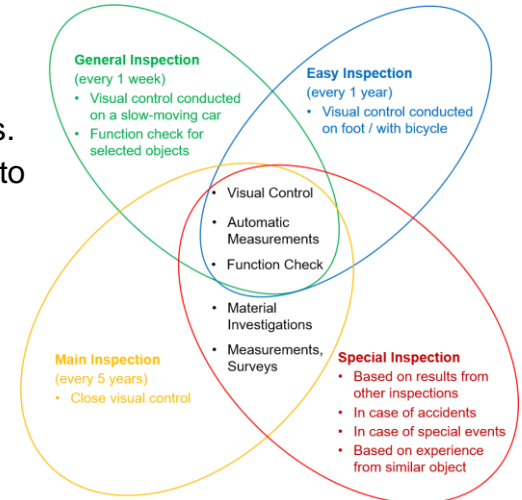 s.
to
General Inspection
(every 1 week)
• Visual control conducted
on a slow-moving car
• Function check for
selected objects
Easy Inspection
(every 1 year)
• Visual control conducted
on foot / with bicycle
• Visual Control
• Automatic
Measurements
• Function Check
• Material
Investigations
• Measurements,
Surveys
Main Inspection
(every 5 years)
• Close visual control
Special Inspection
• Based on results from
other inspections
• In case of accidents
• In case of special events
• Based on experience
from similar object